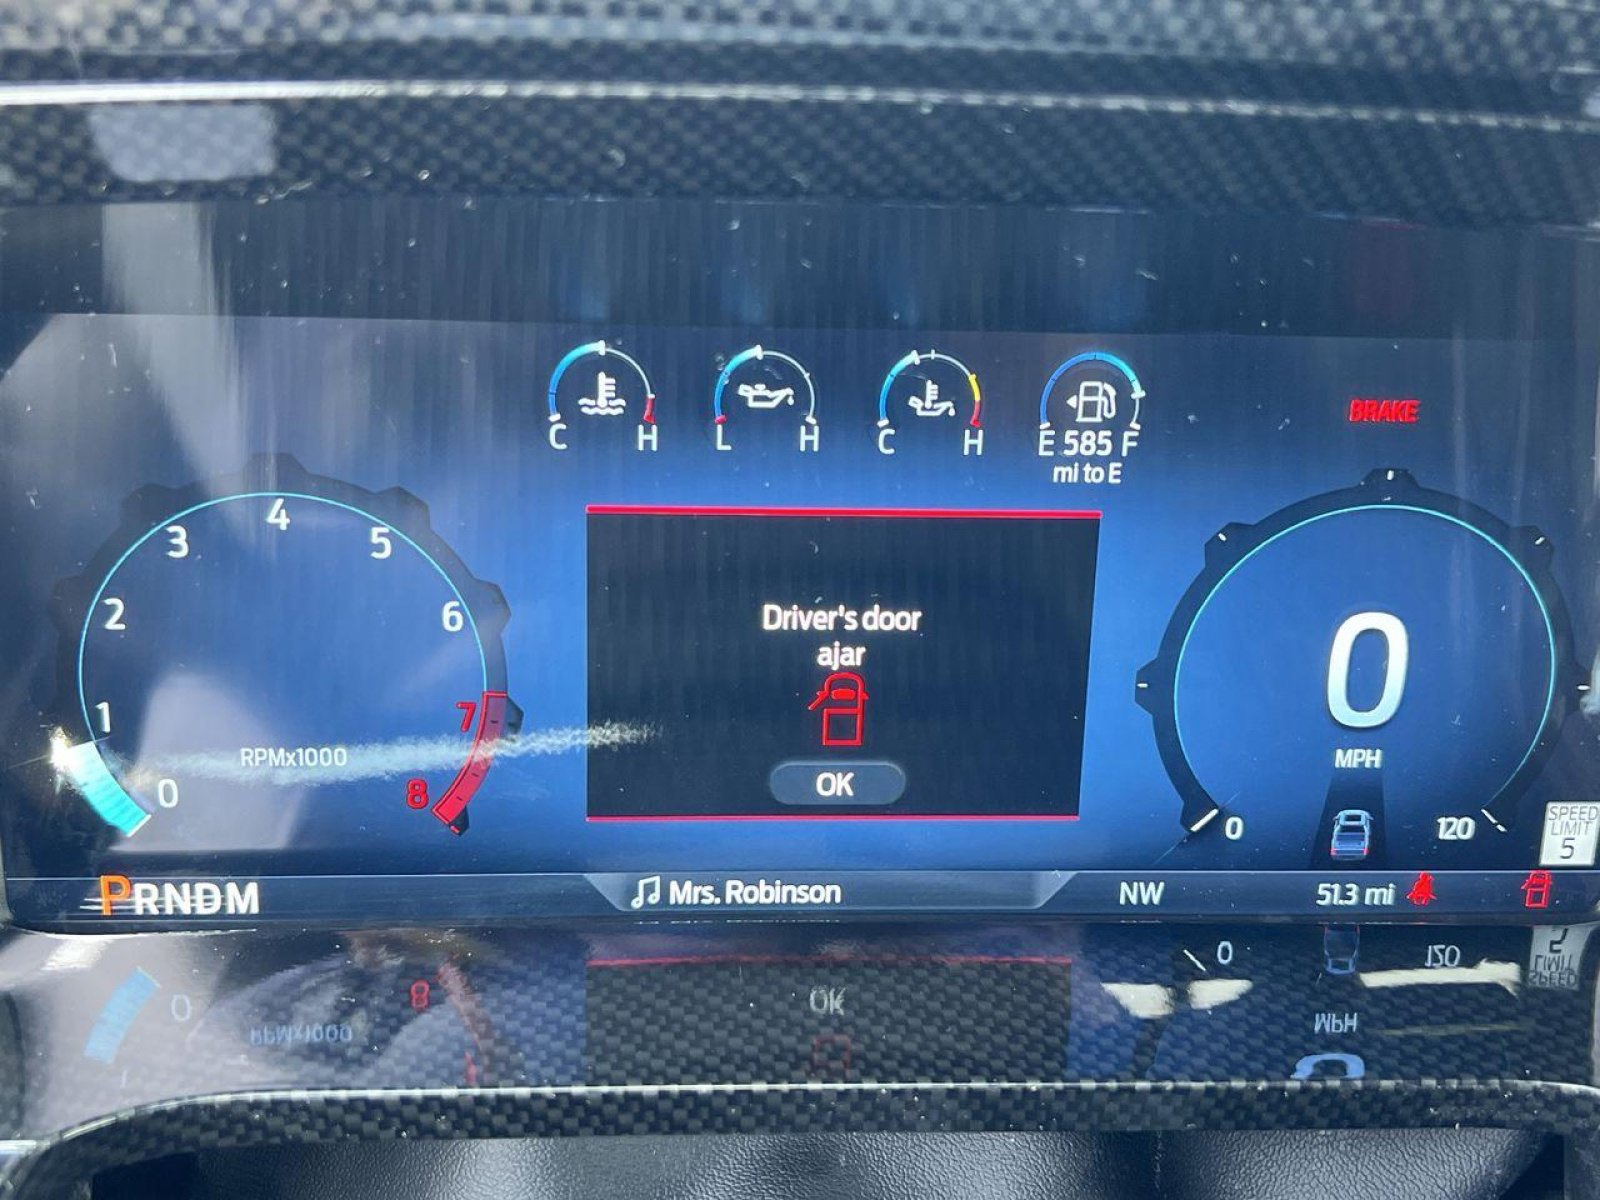 C H
L H
C H
E 585 F
mi to E
BRAKE
0
1
2
3
4
5
6
7
8
RPMx1000
Driver's door
ajar
OK
0
MPH
0
120
SPEED
LIMIT
5
PRNDM
Mrs. Robinson
NW
51.3 mi